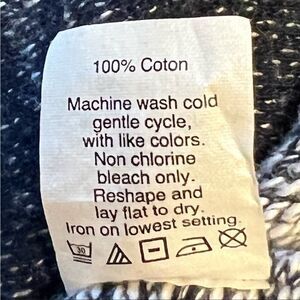 100% Coton
Machine wash cold
gentle cycle,
with like colors.
Non chlorine
bleach only.
Reshape and
lay flat to dry.
Iron on lowest setting.
30